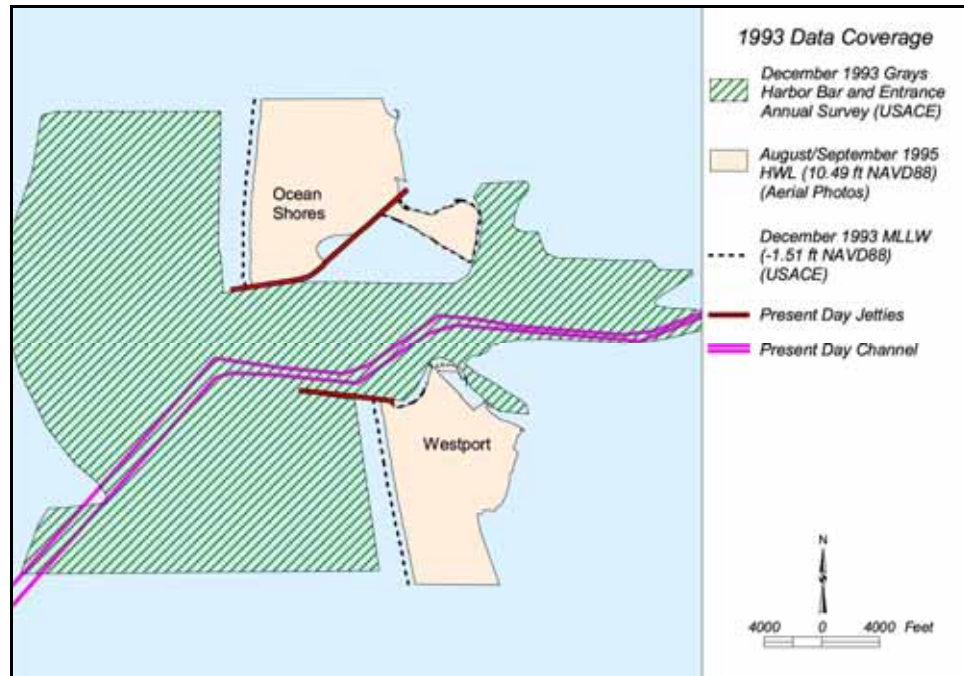 1993 Data Coverage
December 1993 Grays
Harbor Bar and Entrance
Annual Survey (USACE)
August/September 1995
HWL (10.49 ft NAVD88)
(Aerial Photos)
December 1993 MLLW
(-1.51 ft NAVD88)
(USACE)
Present Day Jetties
Present Day Channel
Ocean
Shores
Westport
N
S
4000 0 4000 Feet